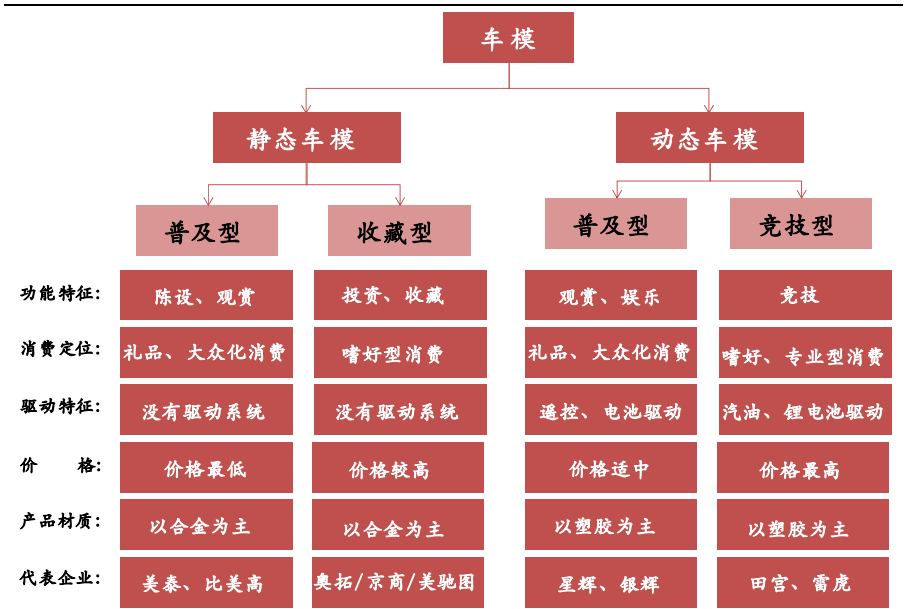 车模
静态车模 动态车模
普及型 收藏型 普及型 竞技型
功能特征: 陈设、观赏 投资、收藏 观赏、娱乐 竞技
消费定位: 礼品、大众化消费 嗜好型消费 礼品、大众化消费 嗜好、专业型消费
驱动特征: 没有驱动系统 没有驱动系统 遥控、电池驱动 汽油、锂电池驱动
价 格: 价格最低 价格较高 价格适中 价格最高
产品材质: 以合金为主 以合金为主 以塑胶为主 以塑胶为主
代表企业: 美泰、比美高 奥拓/京商/美驰图 星辉、银辉 田宫、雷虎